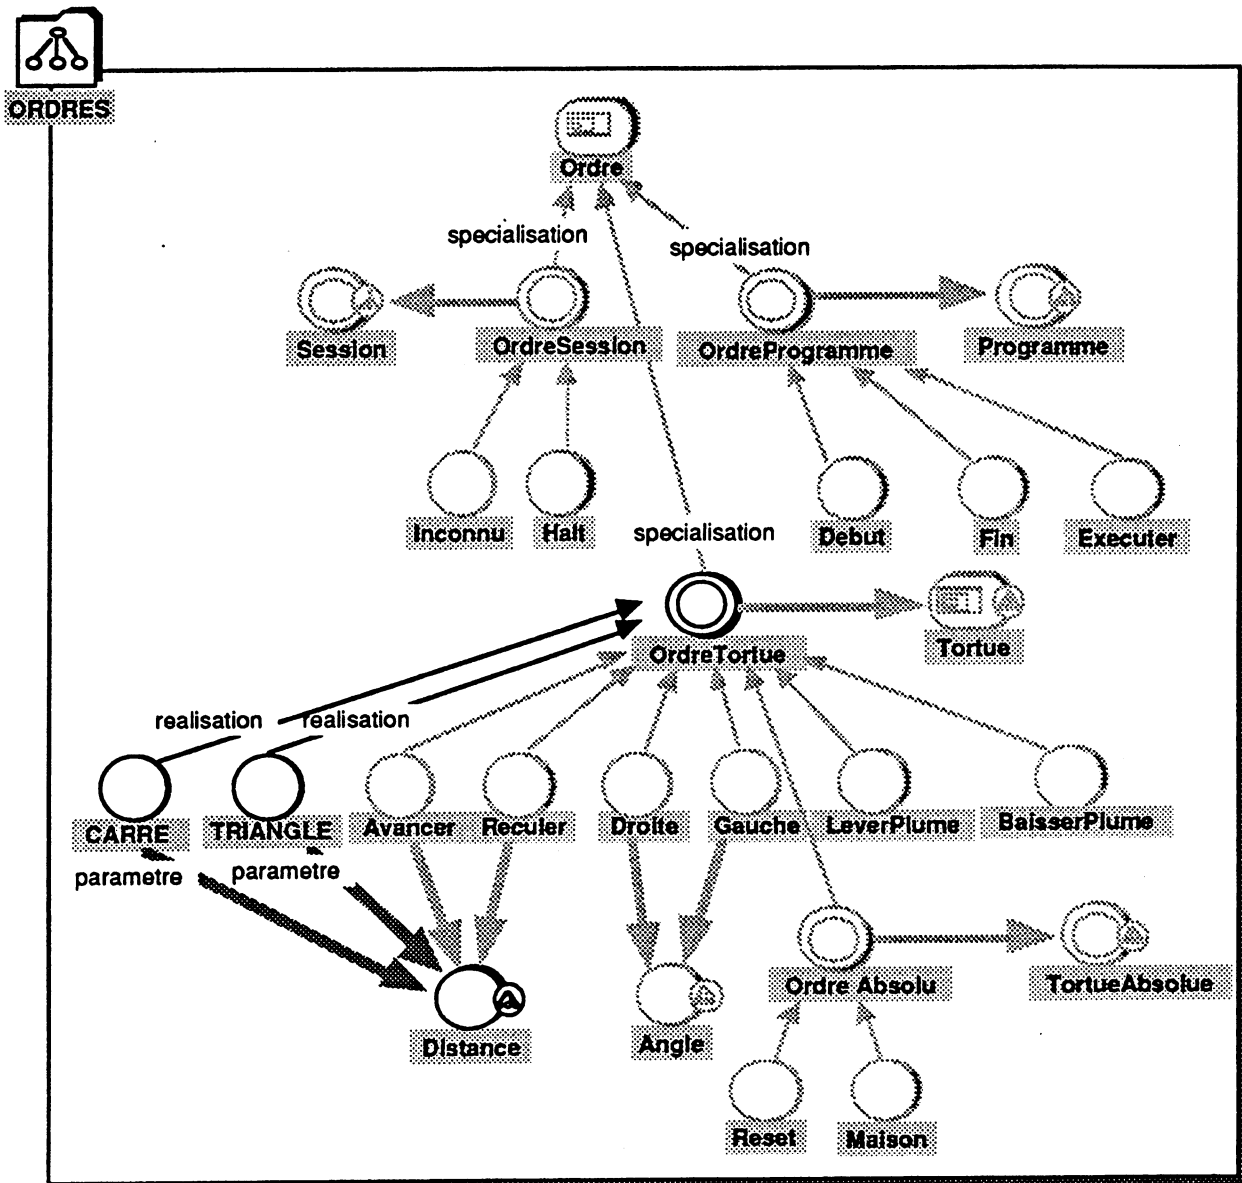 ORDRES
Ordre
specialisation
specialisation
Session
OrdreSession
OrdreProgramme
Programme
Inconnu
Halt
specialisation
Debut
Fin
Executer
OrdreTortue
Tortue
realisation
realisation
CARRE
TRIANGLE
Avancer
Reculer
Droite
Gauche
LeverPlume
BaisserPlume
parametre
parametre
Distance
Angle
Ordre Absolu
TortueAbsolue
Reset
Maison